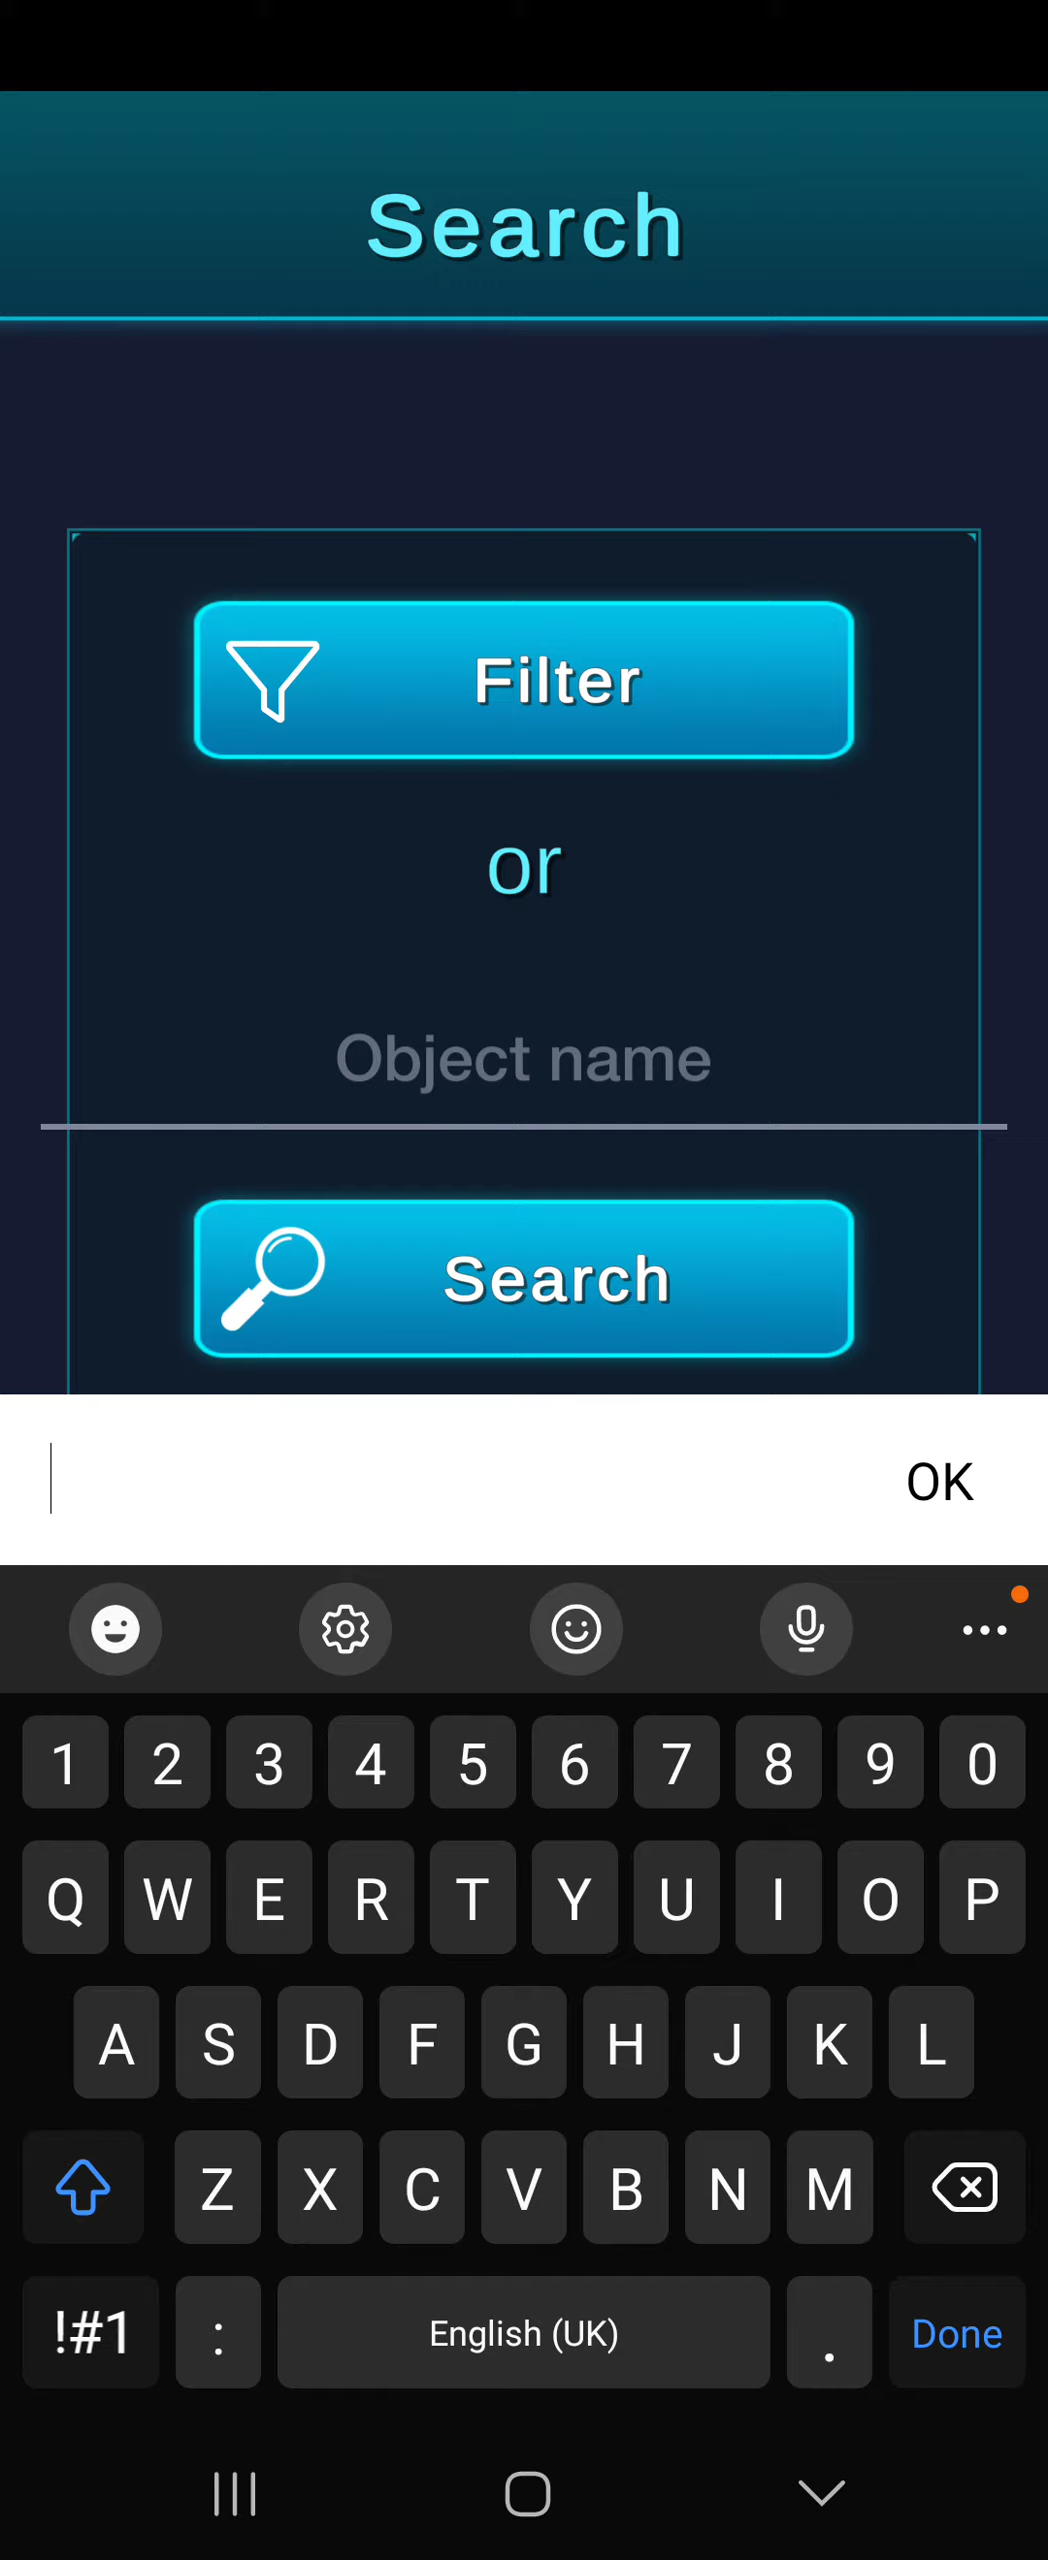 Search
Filter
or
Object name
Search
OK
1 2 3 4 5 6 7 8 9 0
Q W E R T Y U I O P
A S D F G H J K L
Z X C V B N M
!#1 : English (UK) . Done